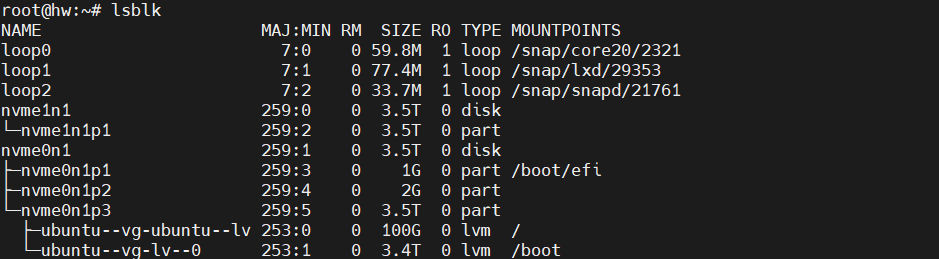 root@hw:~# lsblk
NAME                      MAJ:MIN RM  SIZE RO TYPE MOUNTPOINTS
loop0                       7:0    0 59.8M  1 loop /snap/core20/2321
loop1                       7:1    0 77.4M  1 loop /snap/lxd/29353
loop2                       7:2    0 33.7M  1 loop /snap/snapd/21761
nvme1n1                   259:0    0  3.5T  0 disk
└─nvme1n1p1               259:2    0  3.5T  0 part
nvme0n1                   259:1    0  3.5T  0 disk
├─nvme0n1p1               259:3    0    1G  0 part /boot/efi
├─nvme0n1p2               259:4    0    2G  0 part
└─nvme0n1p3               259:5    0  3.5T  0 part
  ├─ubuntu--vg-ubuntu--lv 253:0    0  100G  0 lvm  /
  └─ubuntu--vg-lv--0      253:1    0  3.4T  0 lvm  /boot